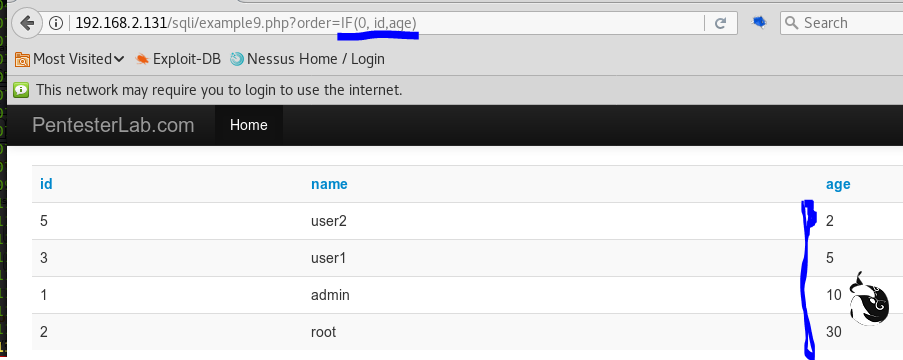 192.168.2.131/sqli/example9.php?order=IF(0, id,age) Search
Most Visited Exploit-DB Nessus Home / Login
This network may require you to login to use the internet.
PentesterLab.com Home
id name age
5 user2 2
3 user1 5
1 admin 10
2 root 30